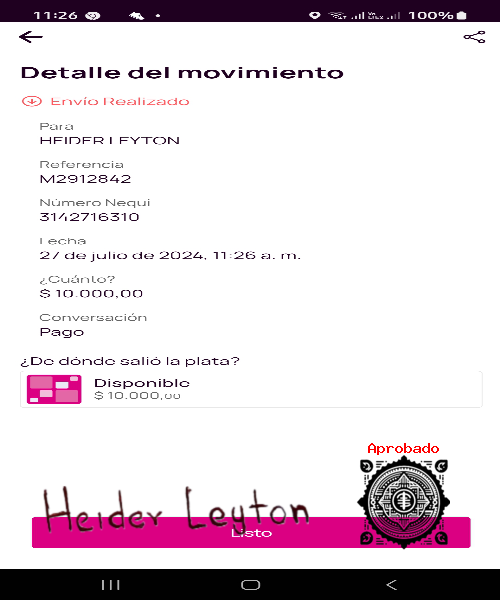 11:26
100%
Detalle del movimiento
Envío Realizado
Para
HEIDER LEYTON
Referencia
M2912842
Número Nequi
3142716310
Fecha
27 de julio de 2024, 11:26 a. m.
¿Cuánto?
$ 10.000,00
Conversación
Pago
¿De dónde salió la plata?
Disponible
$ 10.000,00
Aprobado
Heider Leyton
Listo